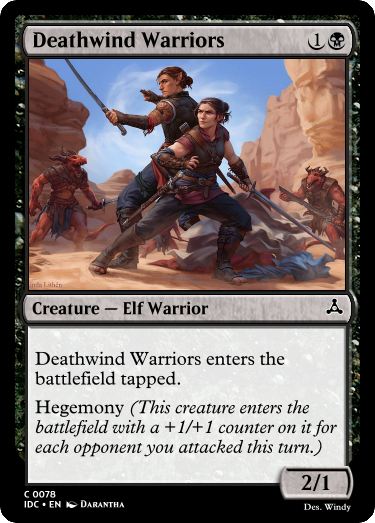 Deathwind Warriors
1
Creature — Elf Warrior
Deathwind Warriors enters the
battlefield tapped.
Hegemony (This creature enters the
battlefield with a +1/+1 counter on it for
each opponent you attacked this turn.)
2/1
C 0078
IDC • EN Darantha
Des. Windy